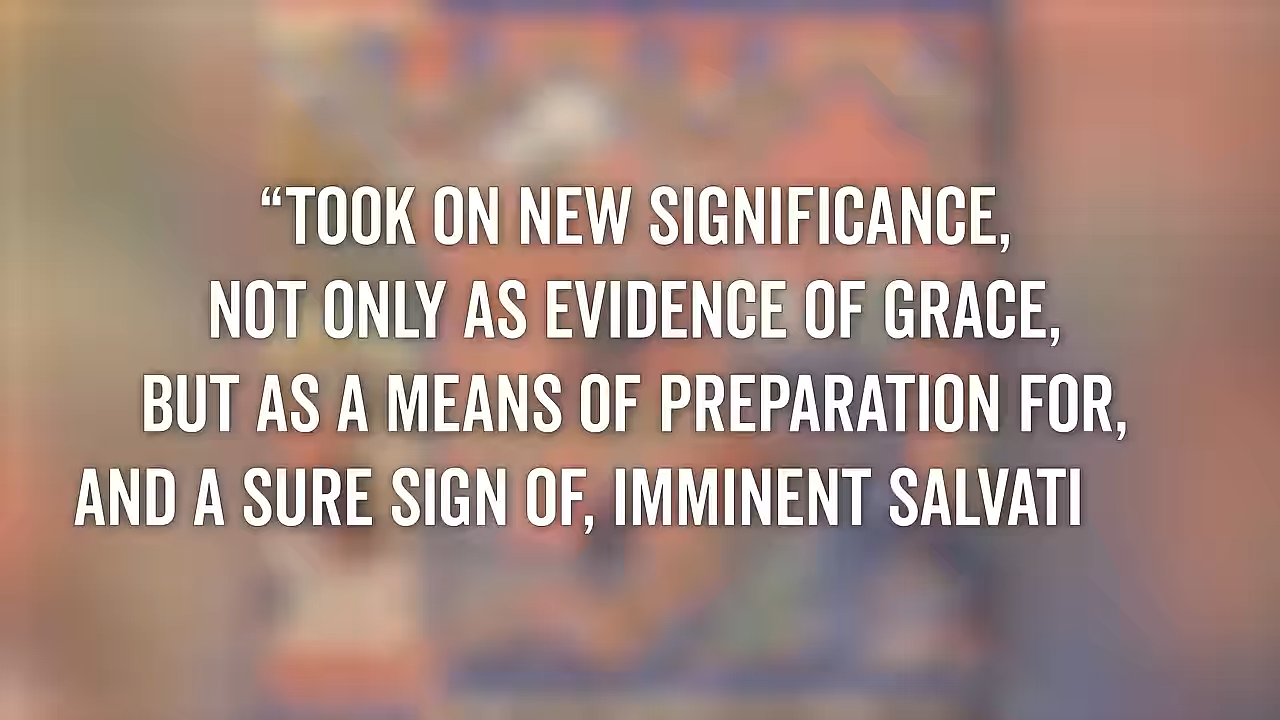 “TOOK ON NEW SIGNIFICANCE,
NOT ONLY AS EVIDENCE OF GRACE,
BUT AS A MEANS OF PREPARATION FOR,
AND A SURE SIGN OF, IMMINENT SALVATI